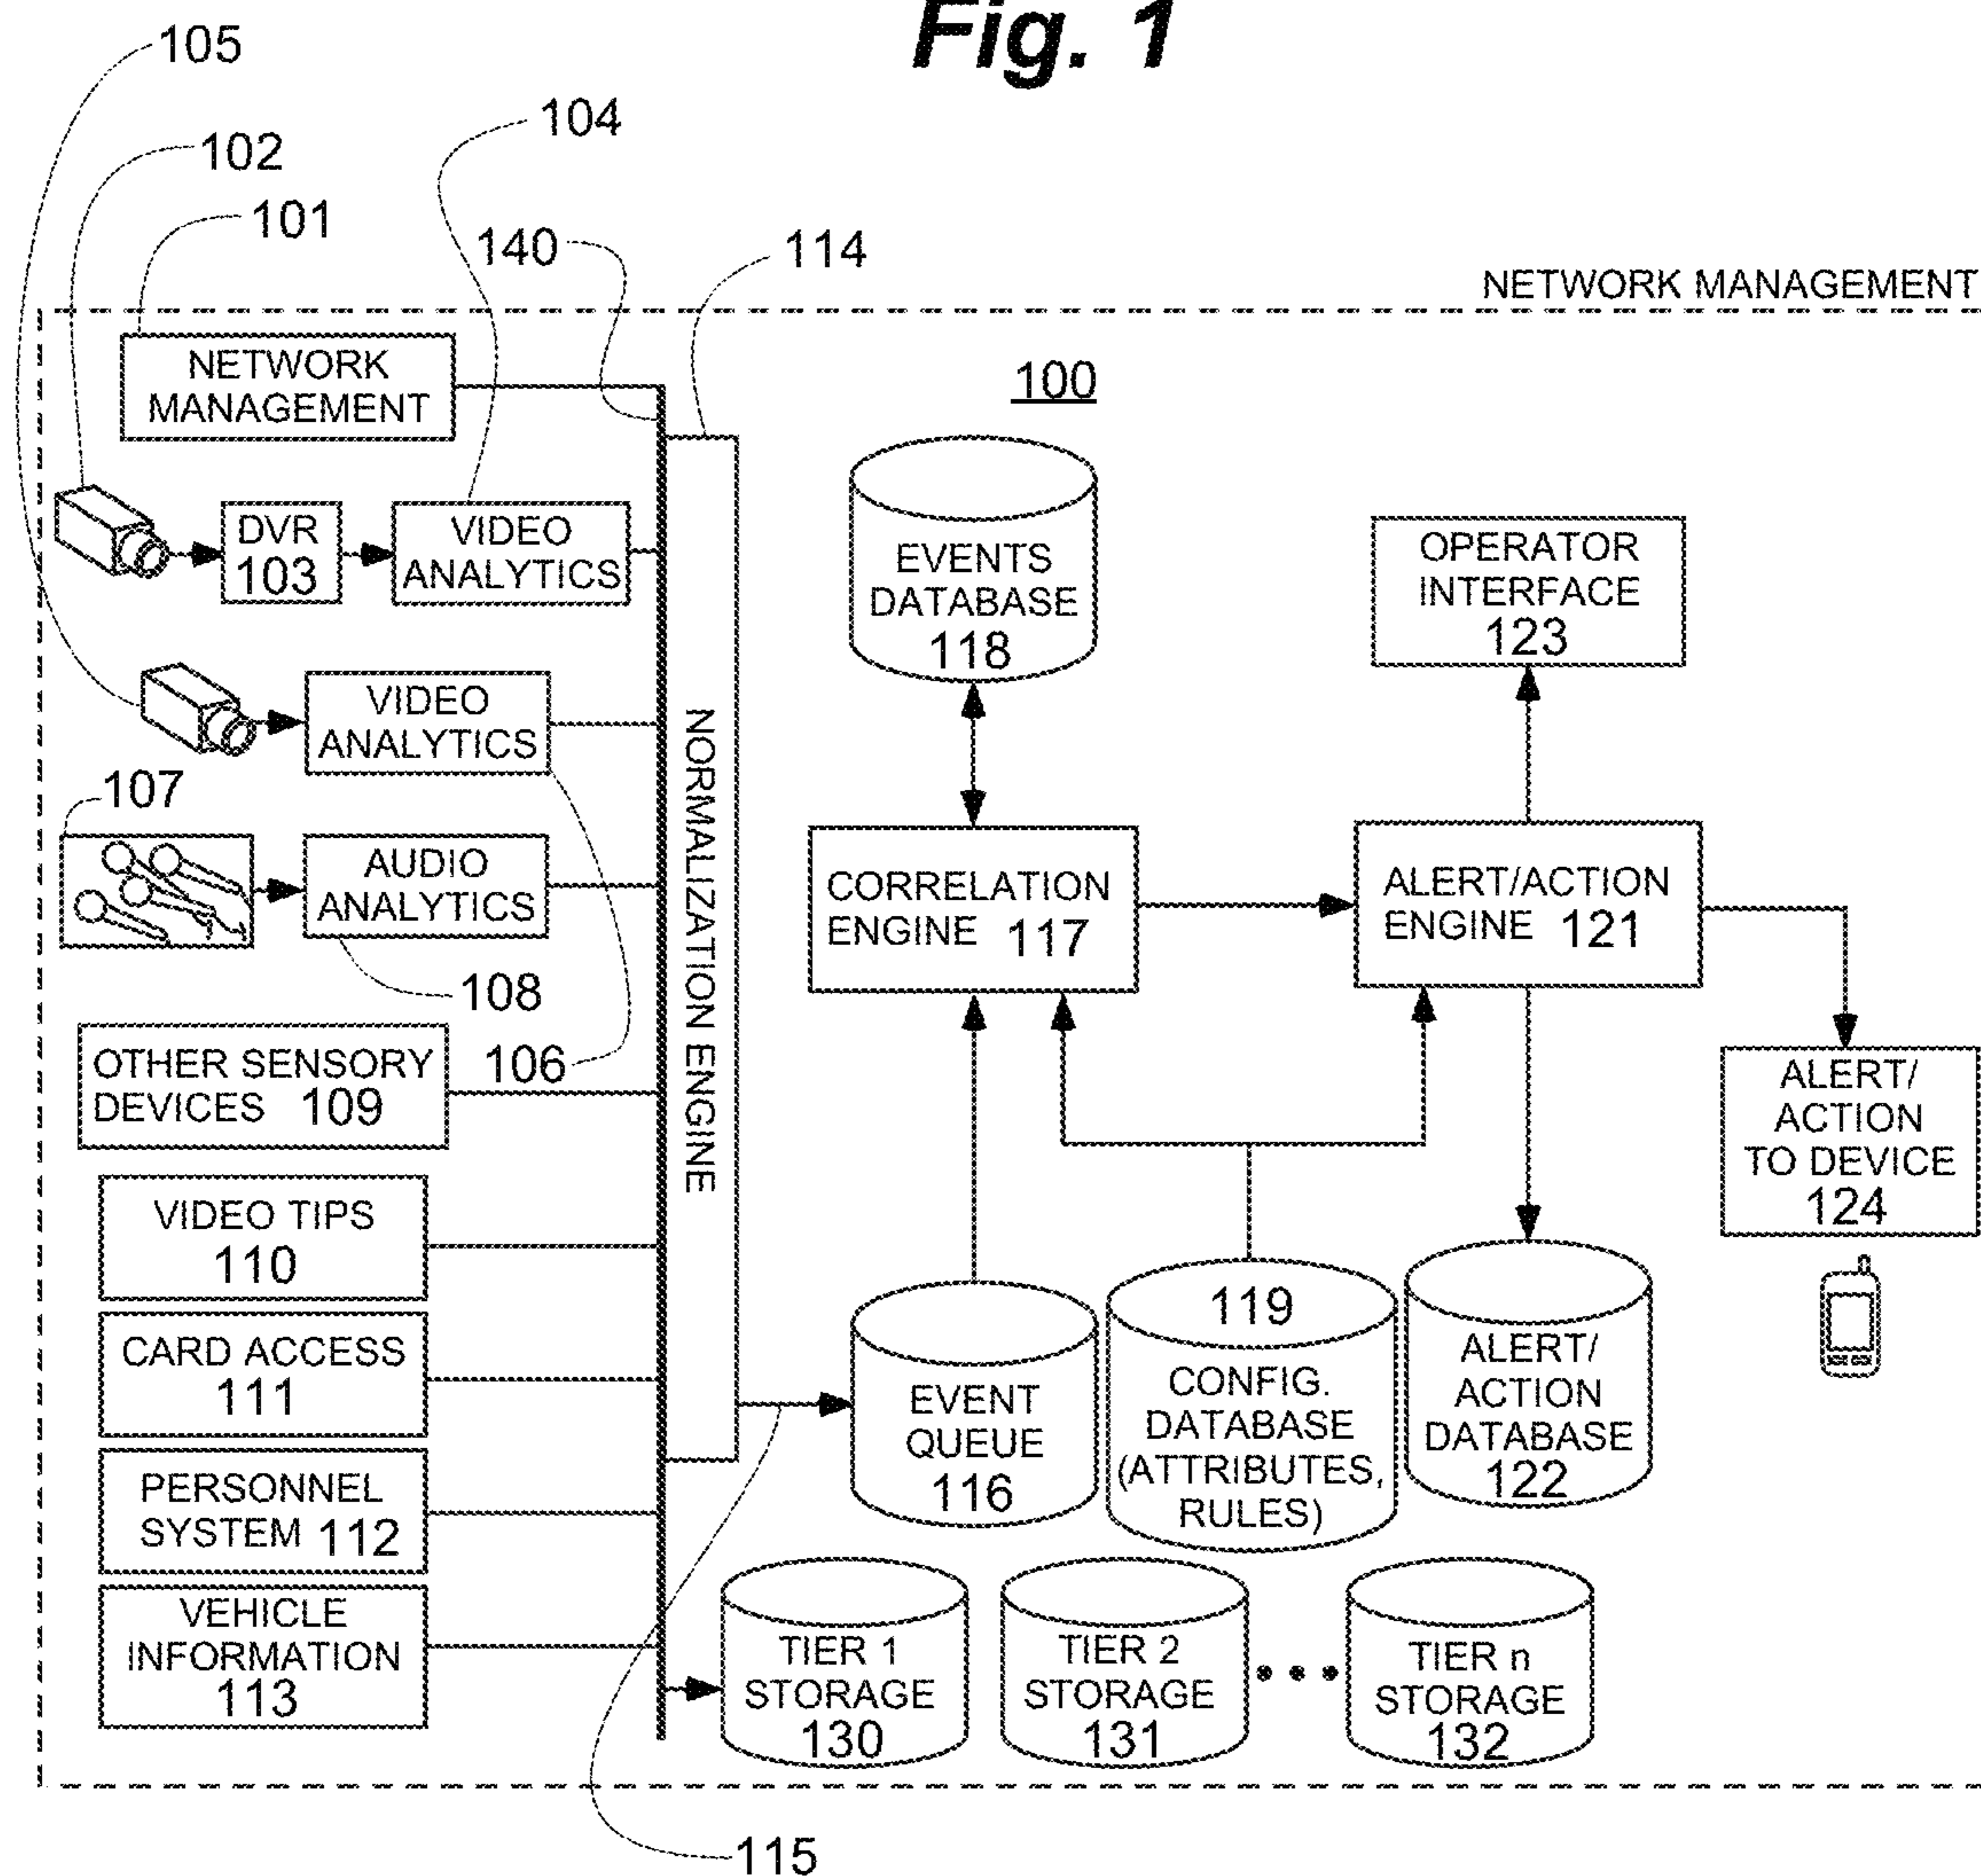 Fig. 1
105
104
102
101
140
114
NETWORK MANAGEMENT
NETWORK
MANAGEMENT
100
DVR
103
VIDEO
ANALYTICS
EVENTS
DATABASE
118
OPERATOR
INTERFACE
123
VIDEO
ANALYTICS
NORMALIZATION ENGINE
107
AUDIO
ANALYTICS
108
CORRELATION
ENGINE 117
ALERT/ACTION
ENGINE 121
OTHER SENSORY
DEVICES 109
106
ALERT/
ACTION
TO DEVICE
124
VIDEO TIPS
110
CARD ACCESS
111
EVENT
QUEUE
116
119
CONFIG.
DATABASE
(ATTRIBUTES,
RULES)
ALERT/
ACTION
DATABASE
122
PERSONNEL
SYSTEM 112
VEHICLE
INFORMATION
113
TIER 1
STORAGE
130
TIER 2
STORAGE
131
TIER n
STORAGE
132
115